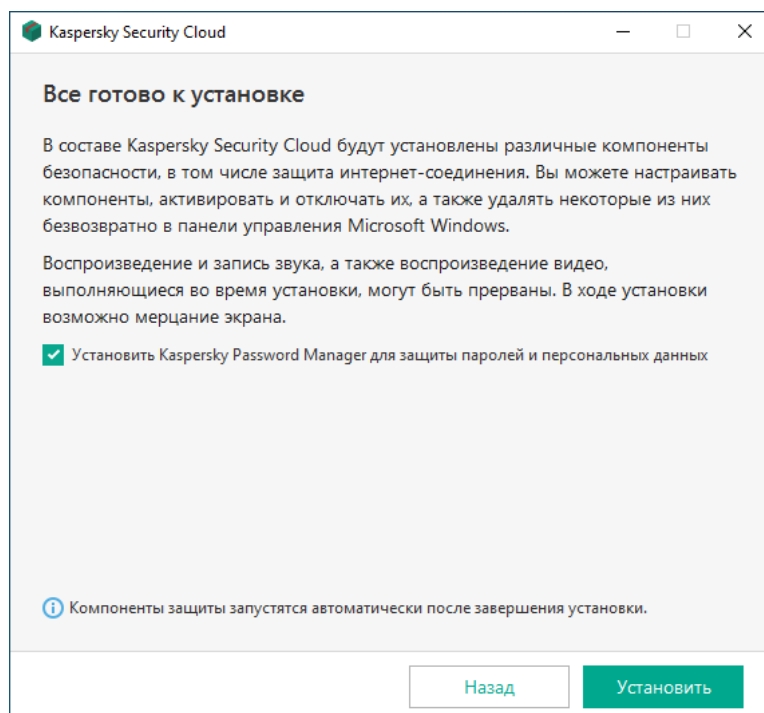 Kaspersky Security Cloud
Все готово к установке
В составе Kaspersky Security Cloud будут установлены различные компоненты
безопасности, в том числе защита интернет-соединения. Вы можете настраивать
компоненты, активировать и отключать их, а также удалять некоторые из них
безвозвратно в панели управления Microsoft Windows.
Воспроизведение и запись звука, а также воспроизведение видео,
выполняющиеся во время установки, могут быть прерваны. В ходе установки
возможно мерцание экрана.
Установить Kaspersky Password Manager для защиты паролей и персональных данных
Компоненты защиты запустятся автоматически после завершения установки.
Назад
Установить